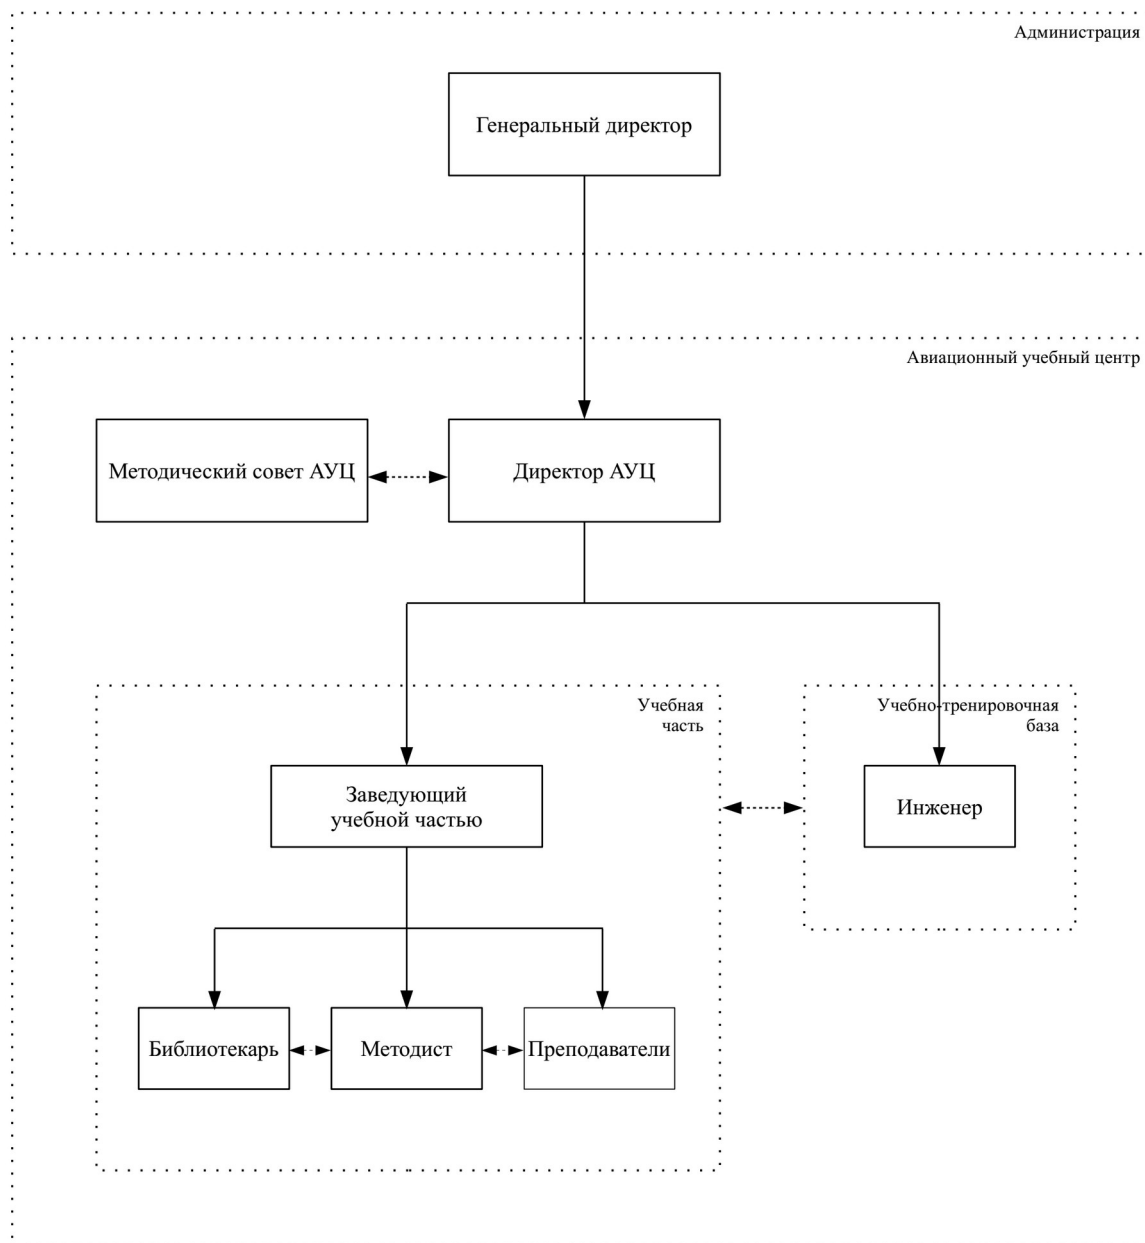 Администрация
Генеральный директор
Авиационный учебный центр
Методический совет АУЦ
Директор АУЦ
Учебная
часть
Учебно-тренировочная
база
Заведующий
учебной частью
Инженер
Библиотекарь
Методист
Преподаватели